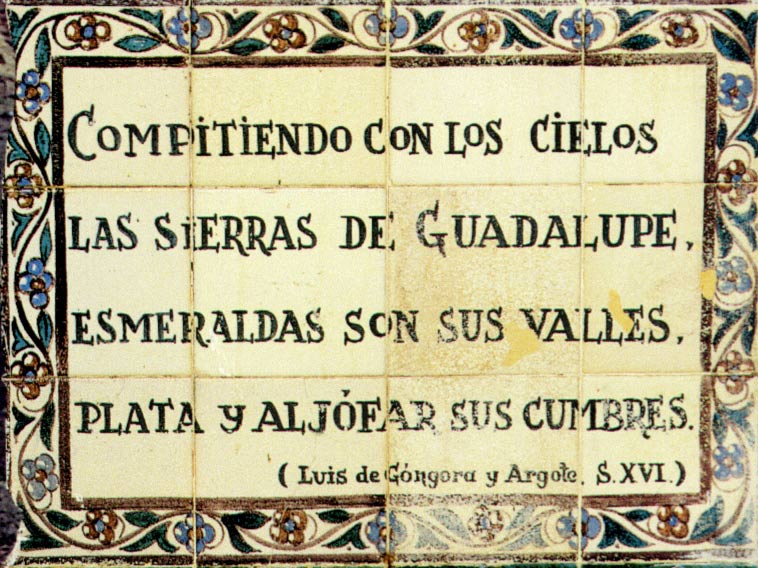 COMPITIENDO CON LOS CIELOS
LAS SIERRAS DE GUADALUPE,
ESMERALDAS SON SUS VALLES,
PLATA Y ALJÓFAR SUS CUMBRES.
(Luis de Góngora y Argote. S.XVI.)